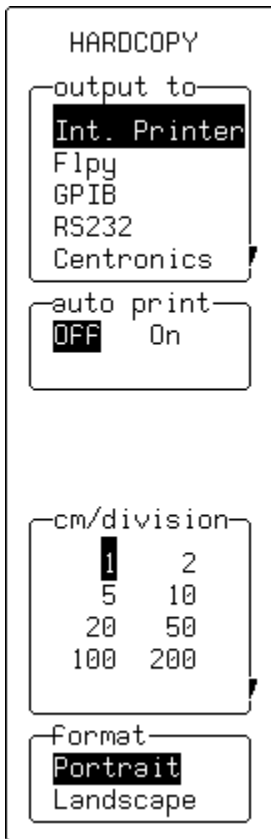 HARDCOPY
output to
Int. Printer
Flpy
GPIB
RS232
Centronics
auto print
OFF On
cm/division
1 2
5 10
20 50
100 200
format
Portrait
Landscape